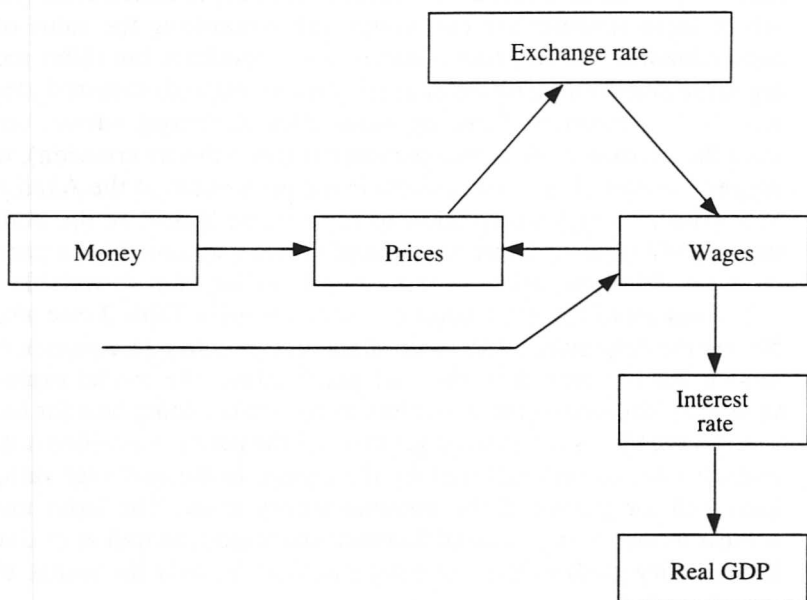 Exchange rate
Money
Prices
Wages
Interest
rate
Real GDP